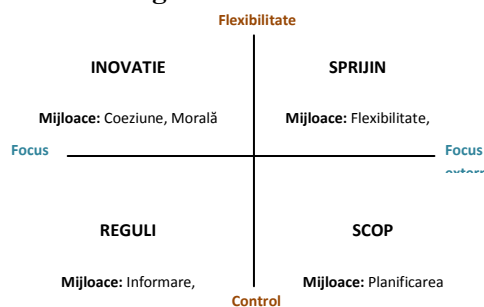 Flexibilitate
INOVATIE SPRIJIN
Mijloace: Coeziune, Morală Mijloace: Flexibilitate,
Focus Focus
REGULI SCOP
Mijloace: Informare, Mijloace: Planificarea
Control